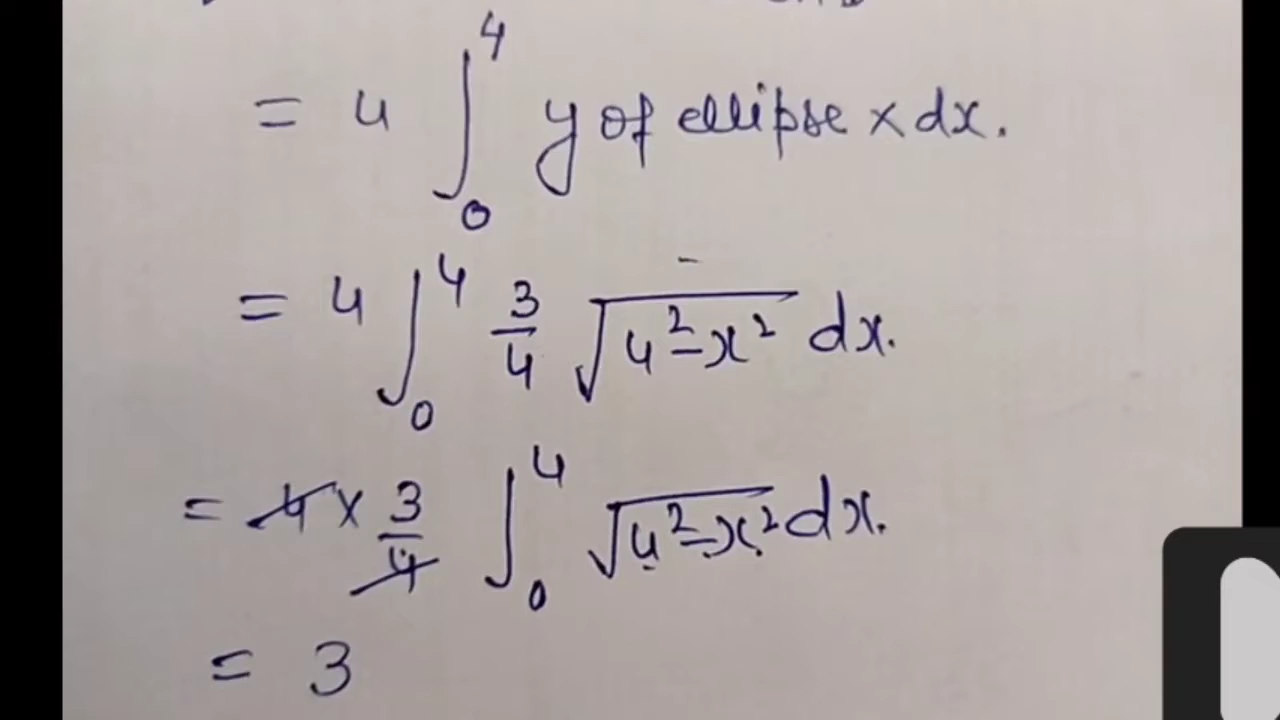 = 4 ∫₀⁴ y of ellipse × dx.
= 4 ∫₀⁴ 3/4 √(4²-x²) dx.
= 4 × 3/4 ∫₀⁴ √(4²-x²) dx.
= 3